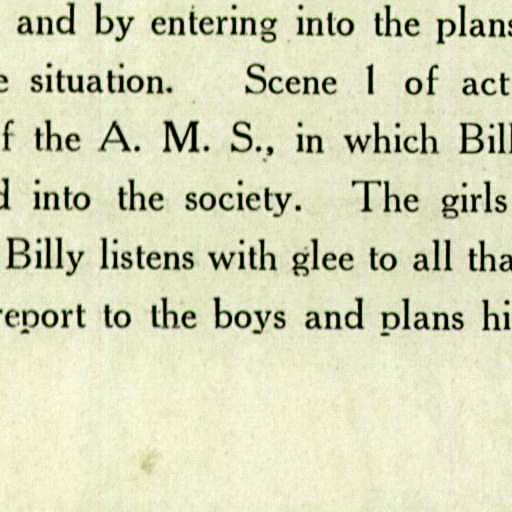 and by entering into the plans
e situation. Scene 1 of act
f the A. M. S., in which Bill
d into the society. The girls
Billy listens with glee to all tha
report to the boys and plans hi